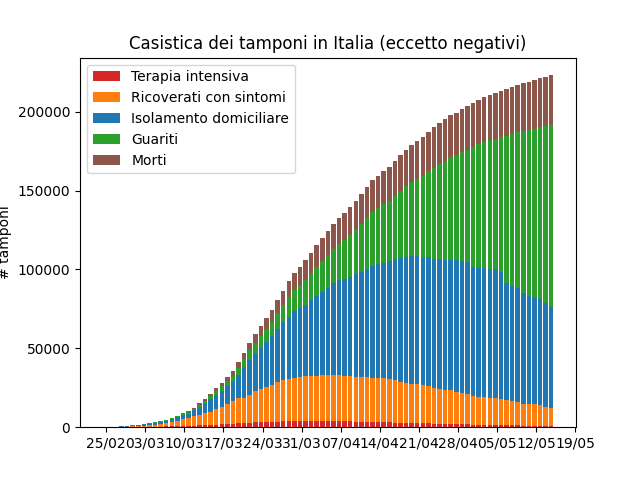 Casistica dei tamponi in Italia (eccetto negativi)
Terapia intensiva
Ricoverati con sintomi
Isolamento domiciliare
Guariti
Morti
# tamponi
200000
150000
100000
50000
0
25/02 03/03 10/03 17/03 24/03 31/03 07/04 14/04 21/04 28/04 05/05 12/05 19/05